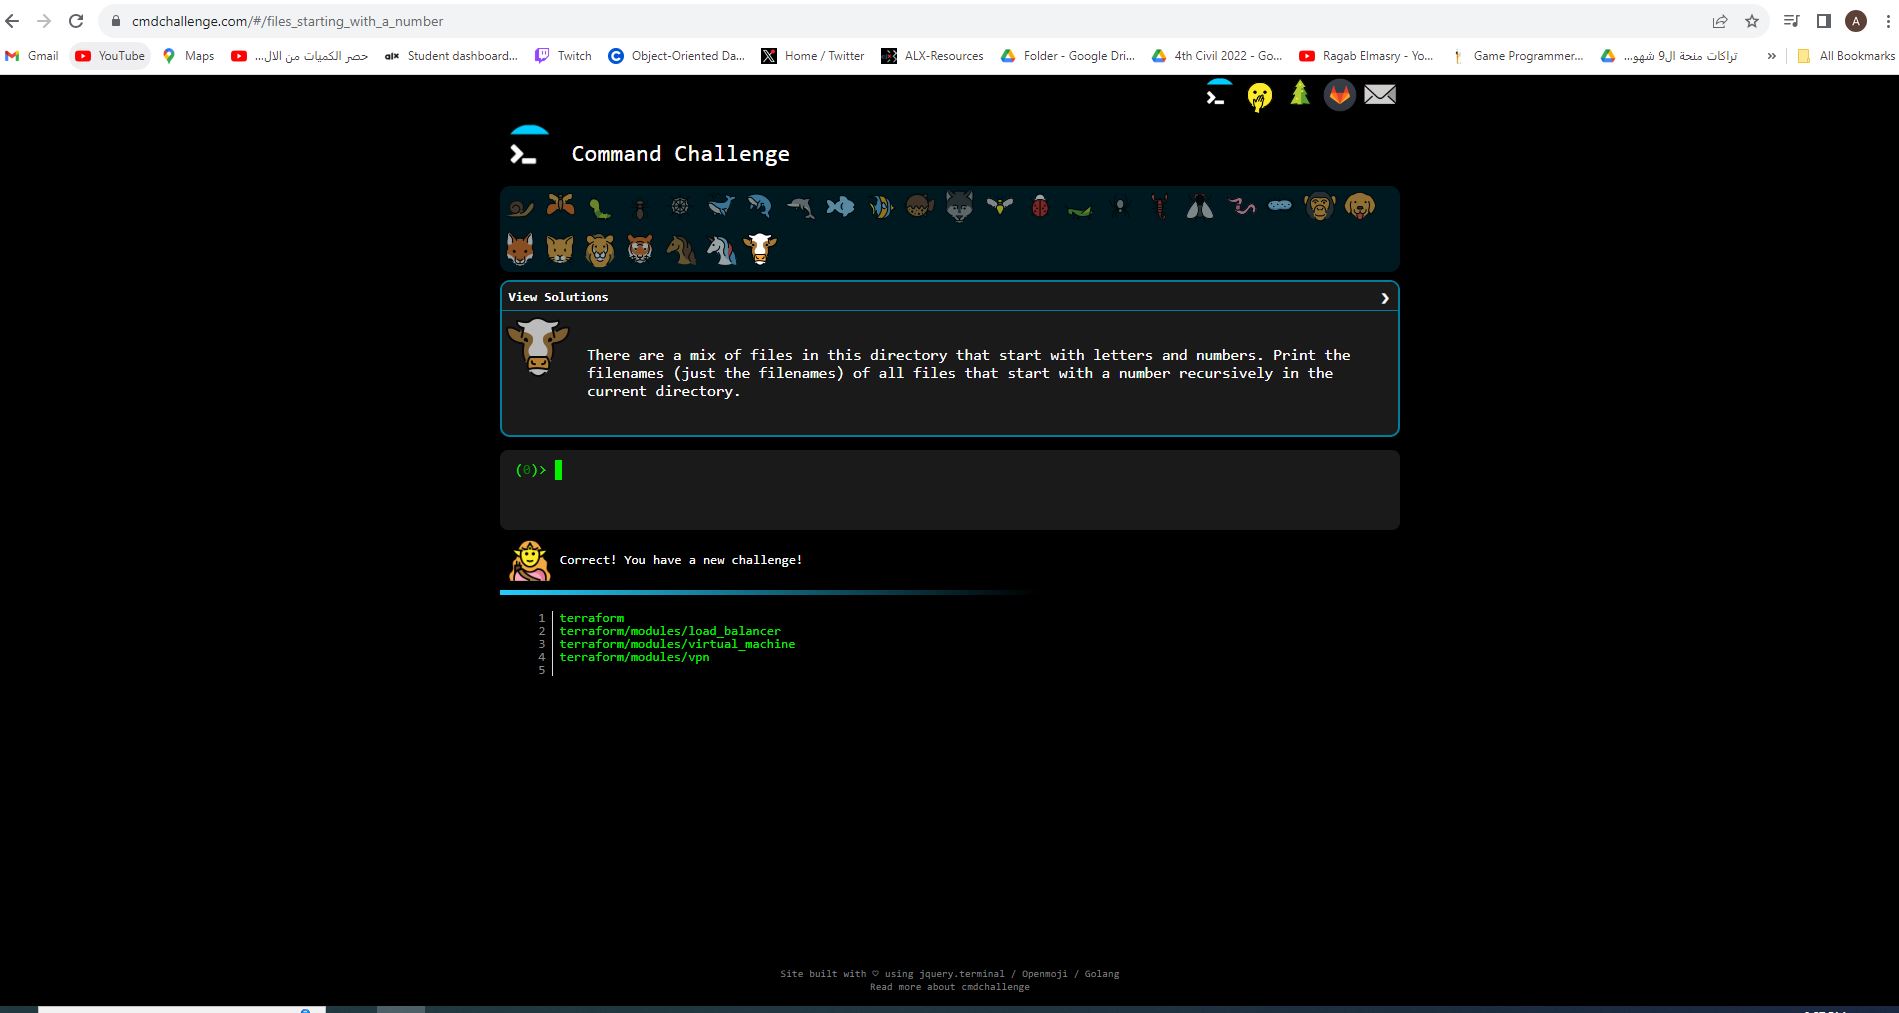 cmdchallenge.com/#/files_starting_with_a_number
A
Gmail
YouTube
Maps
حصر الكميات من الال...
alx Student dashboard...
Twitch
Object-Oriented Da...
Home / Twitter
ALX-Resources
Folder - Google Dri...
4th Civil 2022 - Go...
Ragab Elmasry - Yo...
Game Programmer...
تراكات منحة ال9 شهو...
»
All Bookmarks
Command Challenge
View Solutions
There are a mix of files in this directory that start with letters and numbers. Print the
filenames (just the filenames) of all files that start with a number recursively in the
current directory.
(0)>
Correct! You have a new challenge!
1 terraform
2 terraform/modules/load_balancer
3 terraform/modules/virtual_machine
4 terraform/modules/vpn
5
Site built with ♡ using jquery.terminal / Openmoji / Golang
Read more about cmdchallenge